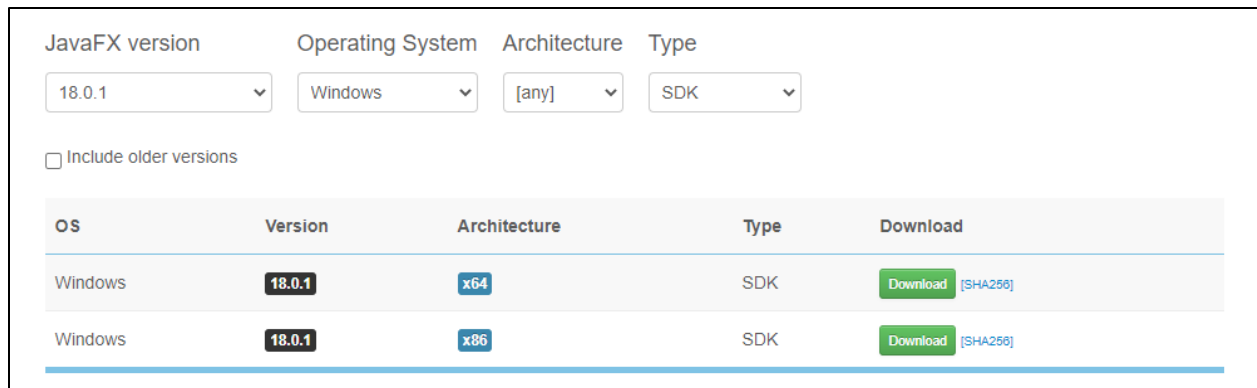 JavaFX version Operating System Architecture Type
18.0.1 Windows [any] SDK
Include older versions
OS Version Architecture Type Download
Windows 18.0.1 x64 SDK Download [SHA256]
Windows 18.0.1 x86 SDK Download [SHA256]